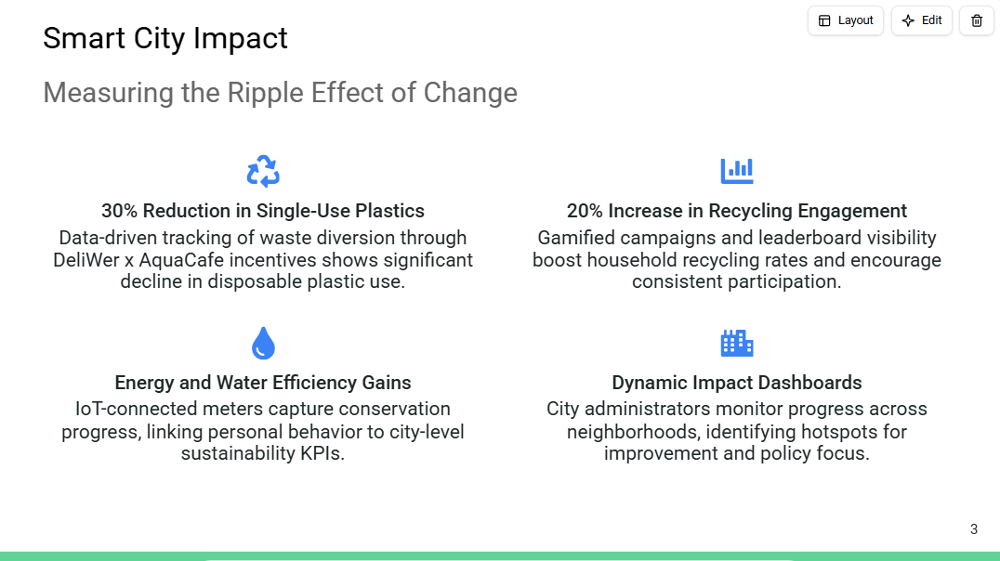 Layout
Edit
Smart City Impact
Measuring the Ripple Effect of Change
30% Reduction in Single-Use Plastics
Data-driven tracking of waste diversion through
DeliWer x AquaCafe incentives shows significant
decline in disposable plastic use.
20% Increase in Recycling Engagement
Gamified campaigns and leaderboard visibility
boost household recycling rates and encourage
consistent participation.
Energy and Water Efficiency Gains
IoT-connected meters capture conservation
progress, linking personal behavior to city-level
sustainability KPIs.
Dynamic Impact Dashboards
City administrators monitor progress across
neighborhoods, identifying hotspots for
improvement and policy focus.
3